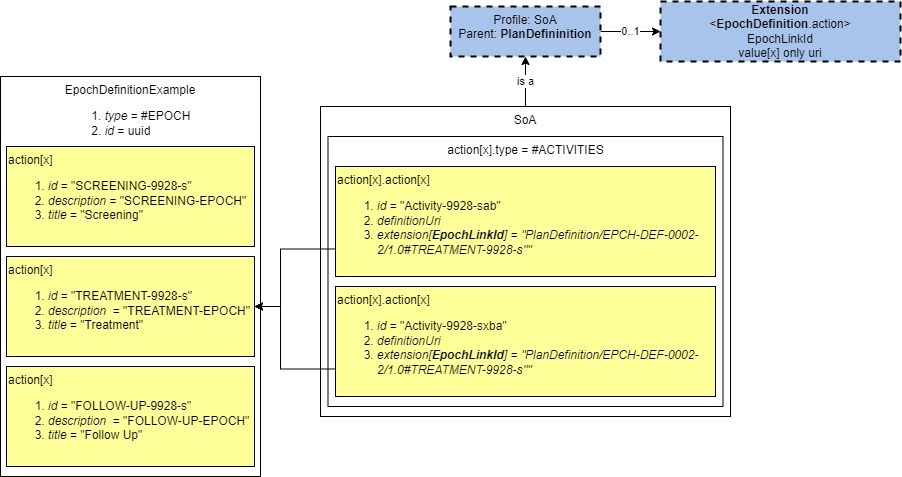 Profile: SoA
Parent: PlanDefininition
0..1
Extension
<EpochDefinition.action>
EpochLinkId
value[x] only uri
is a
EpochDefinitionExample
1. type = #EPOCH
2. id = uuid
action[x]
1. id = "SCREENING-9928-s"
2. description = "SCREENING-EPOCH"
3. title = "Screening"
action[x]
1. id = "TREATMENT-9928-s"
2. description = "TREATMENT-EPOCH"
3. title = "Treatment"
action[x]
1. id = "FOLLOW-UP-9928-s"
2. description = "FOLLOW-UP-EPOCH"
3. title = "Follow Up"
SoA
action[x].type = #ACTIVITIES
action[x].action[x]
1. id = "Activity-9928-sab"
2. definitionUri
3. extension[EpochLinkId] = "PlanDefinition/EPCH-DEF-0002-
2/1.0#TREATMENT-9928-s""
action[x].action[x]
1. id = "Activity-9928-sxba"
2. definitionUri
3. extension[EpochLinkId] = "PlanDefinition/EPCH-DEF-0002-
2/1.0#TREATMENT-9928-s""